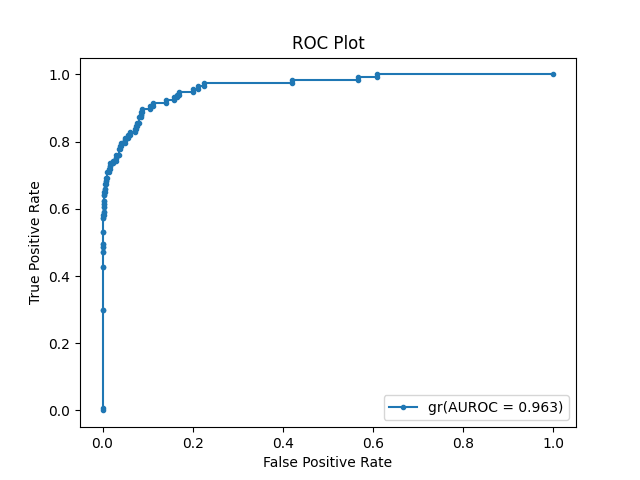 ROC Plot
True Positive Rate
1.0
0.8
0.6
0.4
0.2
0.0
gr(AUROC = 0.963)
0.0 0.2 0.4 0.6 0.8 1.0
False Positive Rate